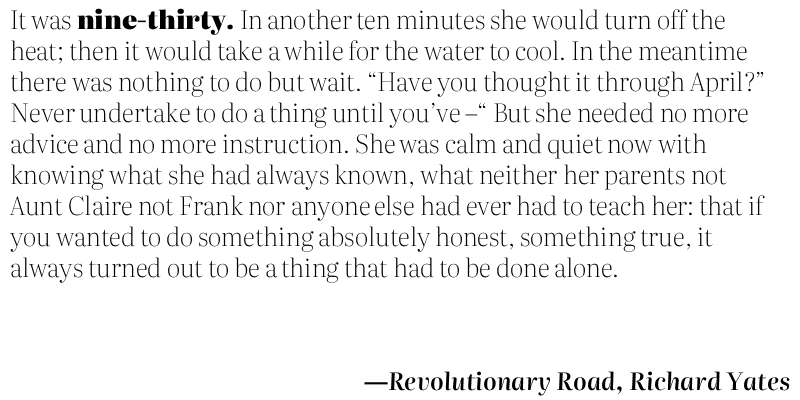 It was nine-thirty. In another ten minutes she would turn off the
heat; then it would take a while for the water to cool. In the meantime
there was nothing to do but wait. “Have you thought it through April?”
Never undertake to do a thing until you’ve –“ But she needed no more
advice and no more instruction. She was calm and quiet now with
knowing what she had always known, what neither her parents not
Aunt Claire not Frank nor anyone else had ever had to teach her: that if
you wanted to do something absolutely honest, something true, it
always turned out to be a thing that had to be done alone.
—Revolutionary Road, Richard Yates